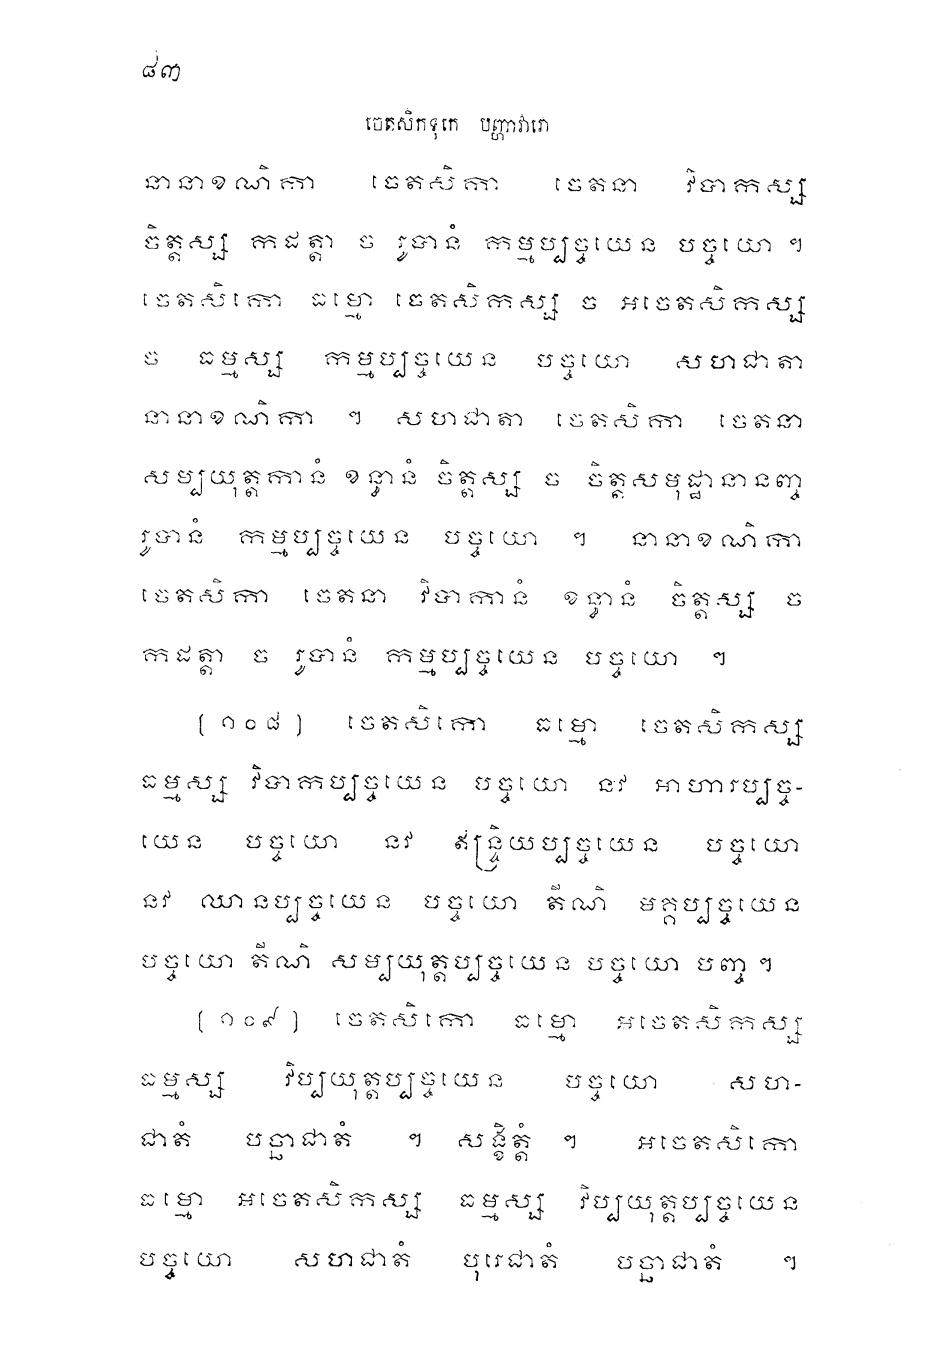 ៨៣
ចេតសិកទុកេ បញ្ហាវារោ
នានាខណិកា ចេតសិកា ចេតនា វិបាកស្ស
ចិត្តស្ស កដត្តា ច រូបានំ កម្មប្បច្ចយេន បច្ចយោ ។
ចេតសិកោ ធម្មោ ចេតសិកស្ស ច អចេតសិកស្ស
ច ធម្មស្ស កម្មប្បច្ចយេន បច្ចយោ សហជាតា
នានាខណិកា ។ សហជាតា ចេតសិកា ចេតនា
សម្បយុត្តកានំ ខន្ធានំ ចិត្តស្ស ច ចិត្តសមុដ្ឋានានញ្ច
រូបានំ កម្មប្បច្ចយេន បច្ចយោ ។ នានាខណិកា
ចេតសិកា ចេតនា វិបាកានំ ខន្ធានំ ចិត្តស្ស ច
កដត្តា ច រូបានំ កម្មប្បច្ចយេន បច្ចយោ ។
[១០៨] ចេតសិកោ ធម្មោ ចេតសិកស្ស
ធម្មស្ស វិបាកប្បច្ចយេន បច្ចយោ នវ អាហារប្បច្ច-
យេន បច្ចយោ នវ ឥន្ទ្រិយប្បច្ចយេន បច្ចយោ
នវ ឈានប្បច្ចយេន បច្ចយោ តីណិ មគ្គប្បច្ចយេន
បច្ចយោ តីណិ សម្បយុត្តប្បច្ចយេន បច្ចយោ បញ្ច ។
[១០៩] ចេតសិកោ ធម្មោ អចេតសិកស្ស
ធម្មស្ស វិប្បយុត្តប្បច្ចយេន បច្ចយោ សហ-
ជាតំ បច្ឆាជាតំ ។ សង្ខិត្តំ ។ អចេតសិកោ
ធម្មោ អចេតសិកស្ស ធម្មស្ស វិប្បយុត្តប្បច្ចយេន
បច្ចយោ សហជាតំ បុរេជាតំ បច្ឆាជាតំ ។